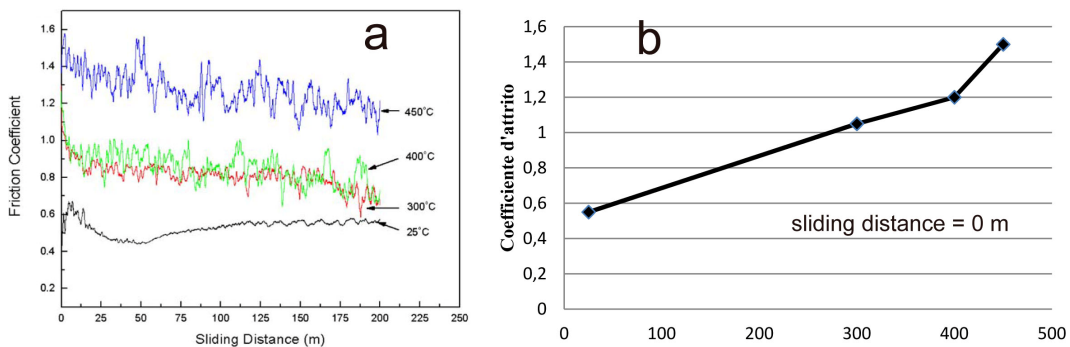 a
1.6
1.4
1.2
1.0
0.8
0.6
0.4
0.2
Friction Coefficient
450°C
400°C
300°C
25°C
0 25 50 75 100 125 150 175 200 225 250
Sliding Distance (m)
b
1,6
1,4
1,2
1
0,8
0,6
0,4
0,2
0
Coefficiente d'attrito
sliding distance = 0 m
0 100 200 300 400 500